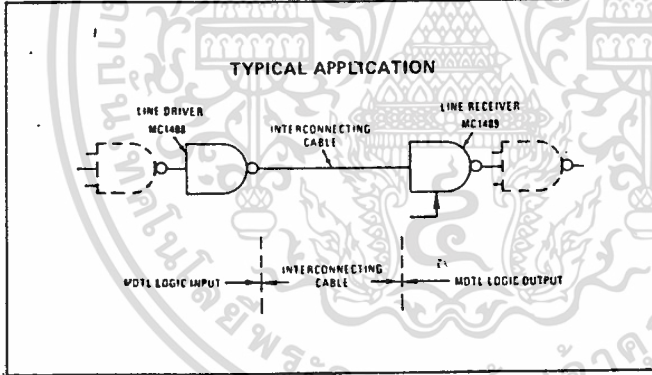 TYPICAL APPLICATION
LINE DRIVER
MC1488
INTERCONNECTING
CABLE
LINE RECEIVER
MC1489
MDTL LOGIC INPUT
INTERCONNECTING
CABLE
MDTL LOGIC OUTPUT